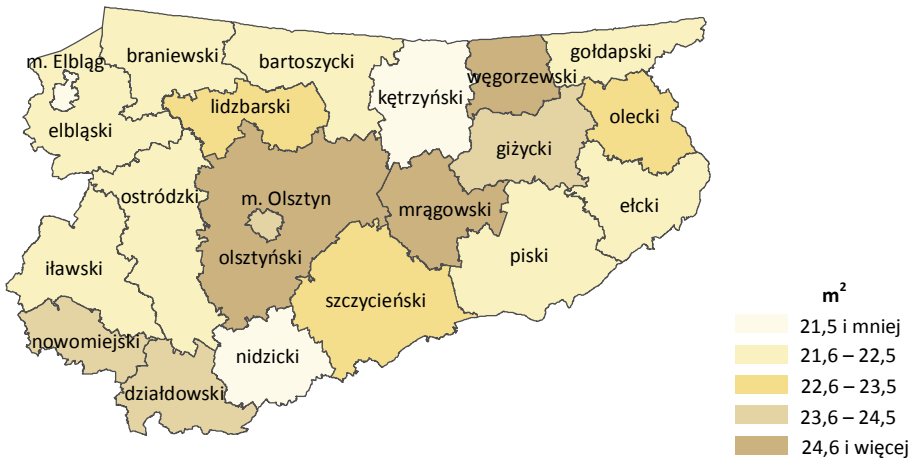 gołdapski
braniewski
m. Elbląg
bartoszycki
węgorzewski
kętrzyński
lidzbarski
olecki
elbląski
giżycki
ostródzki
m. Olsztyn
mrągowski
ełcki
olsztyński
piski
iławski
szczycieński
nowomiejski
nidzicki
działdowski
m²
21,5 i mniej
21,6 – 22,5
22,6 – 23,5
23,6 – 24,5
24,6 i więcej